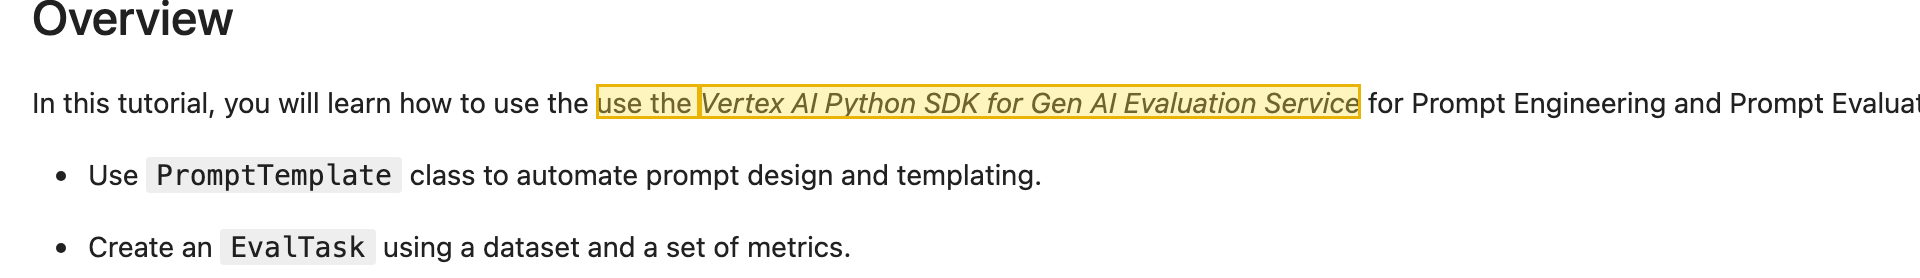 Overview
In this tutorial, you will learn how to use the use the Vertex AI Python SDK for Gen AI Evaluation Service for Prompt Engineering and Prompt
• Use PromptTemplate class to automate prompt design and templating.
• Create an EvalTask using a dataset and a set of metrics.